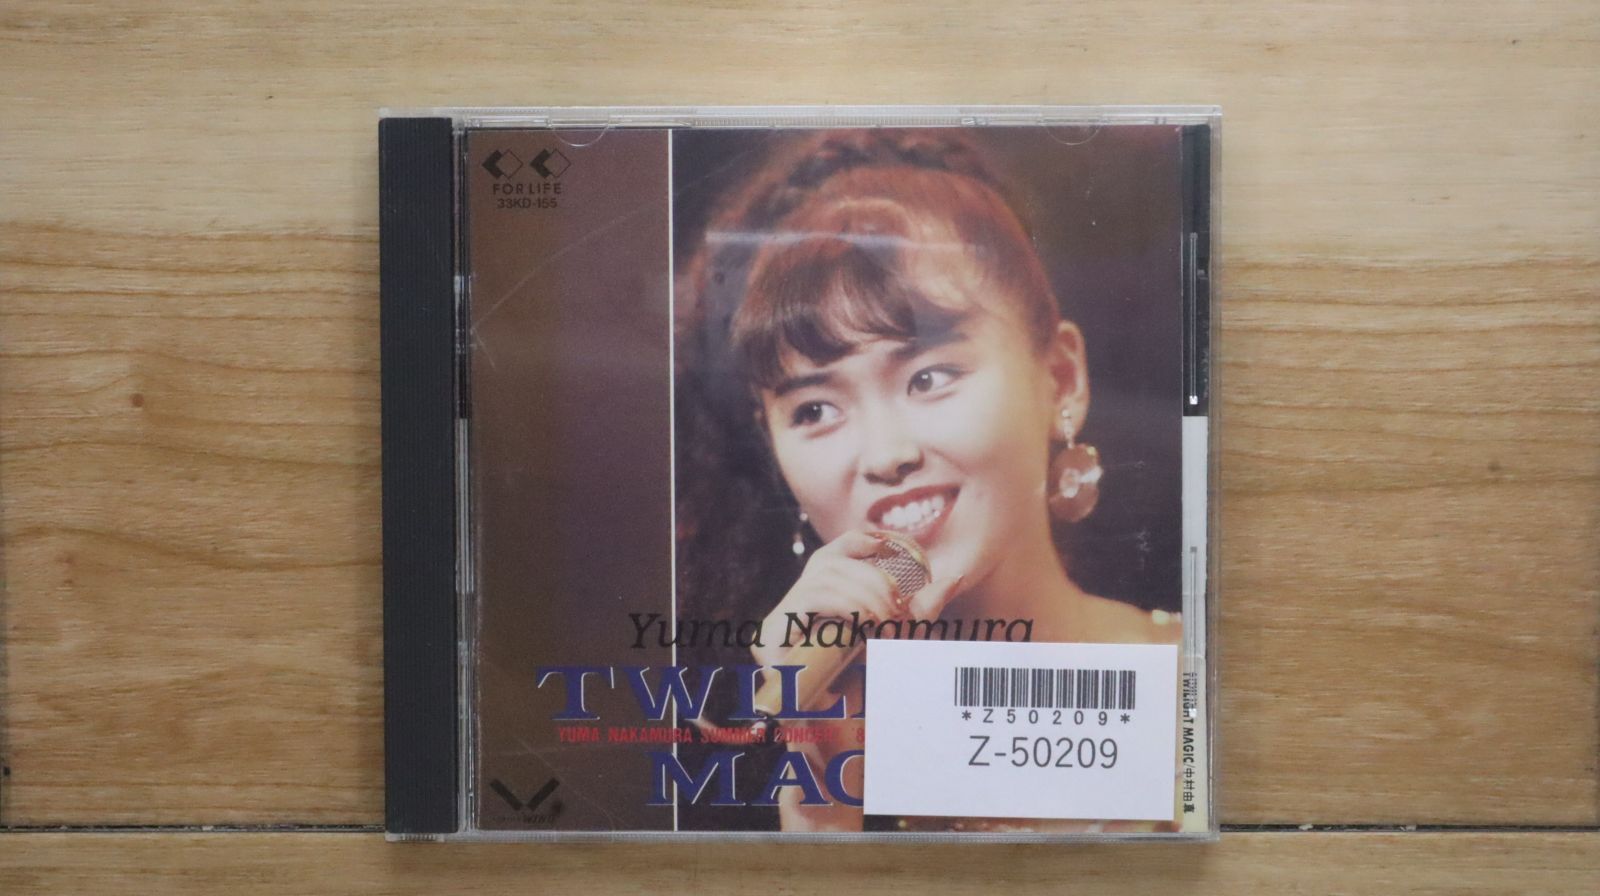 FOR LIFE
33KD-155
Yuma Nakamura
TWIL
YUMA NAKAMURA SUMMER CONCERT '8
MAG
*Z50209*
Z-50209
TWILIGHT MAGIC/中村由真